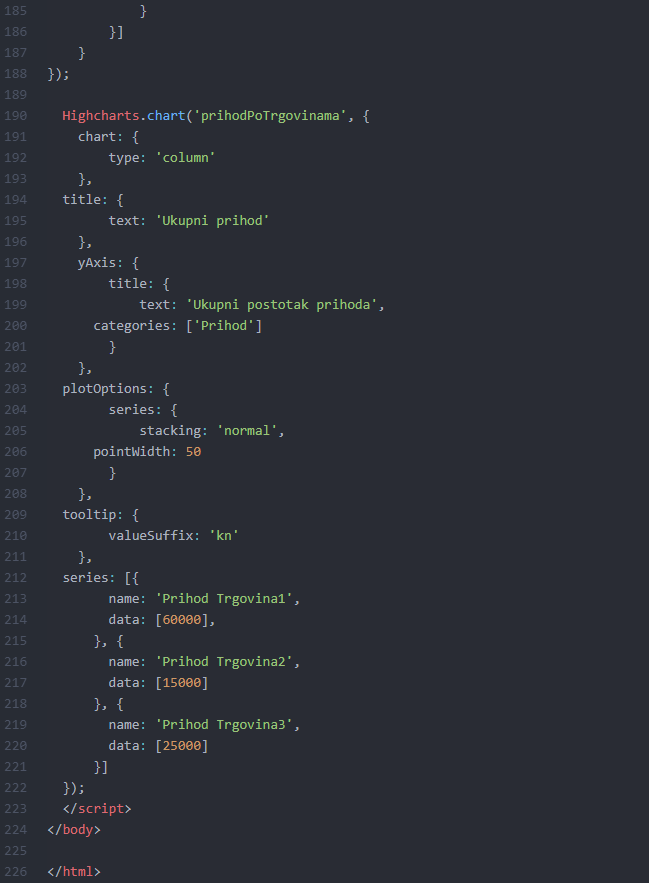 185             }
186         }]
187     }
188 });
189
190   Highcharts.chart('prihodPoTrgovinama', {
191     chart: {
192         type: 'column'
193     },
194   title: {
195         text: 'Ukupni prihod'
196     },
197     yAxis: {
198         title: {
199             text: 'Ukupni postotak prihoda',
200       categories: ['Prihod']
201         }
202     },
203   plotOptions: {
204         series: {
205             stacking: 'normal',
206       pointWidth: 50
207         }
208     },
209   tooltip: {
210         valueSuffix: 'kn'
211     },
212   series: [{
213         name: 'Prihod Trgovina1',
214         data: [60000],
215       }, {
216         name: 'Prihod Trgovina2',
217         data: [15000]
218       }, {
219         name: 'Prihod Trgovina3',
220         data: [25000]
221       }]
222   });
223   </script>
224 </body>
225
226 </html>